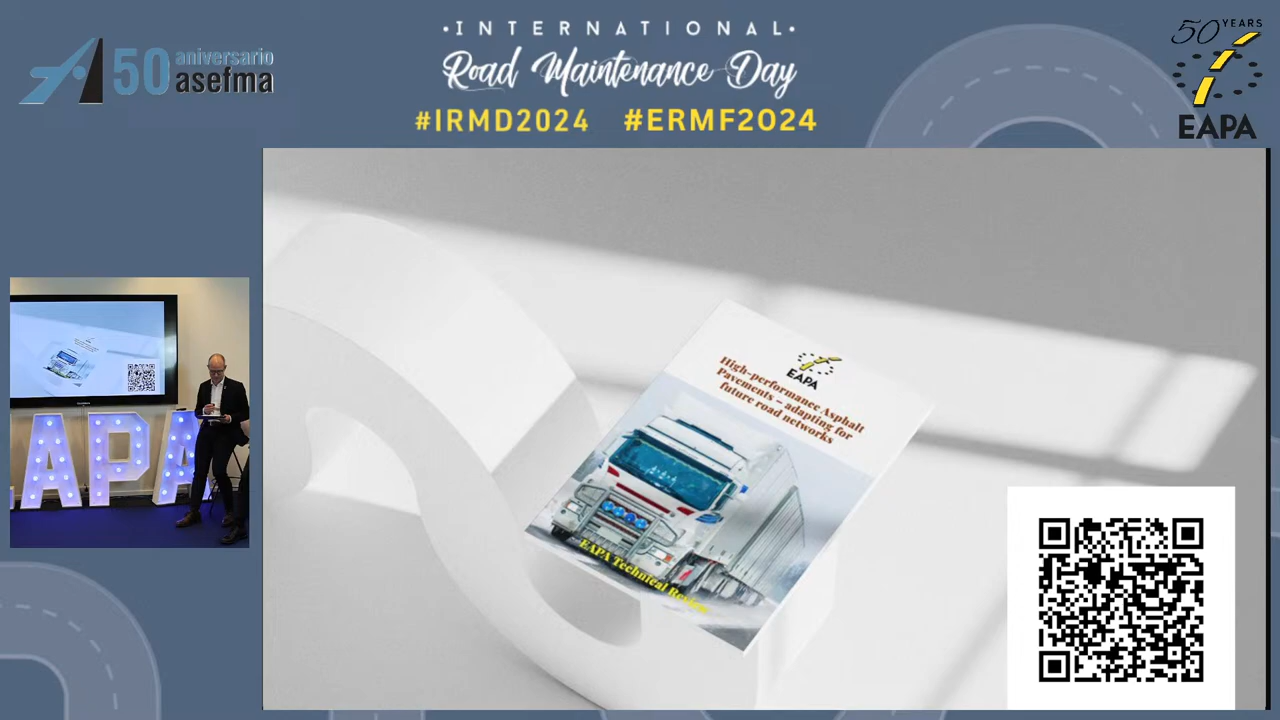 50 aniversario
asefma
·INTERNATIONAL·
Road Maintenance Day
#IRMD2024 #ERMF2024
50 YEARS
EAPA
EAPA
High-performance Asphalt
Pavements – adapting for
future road networks
EAPA Technical Review
APA